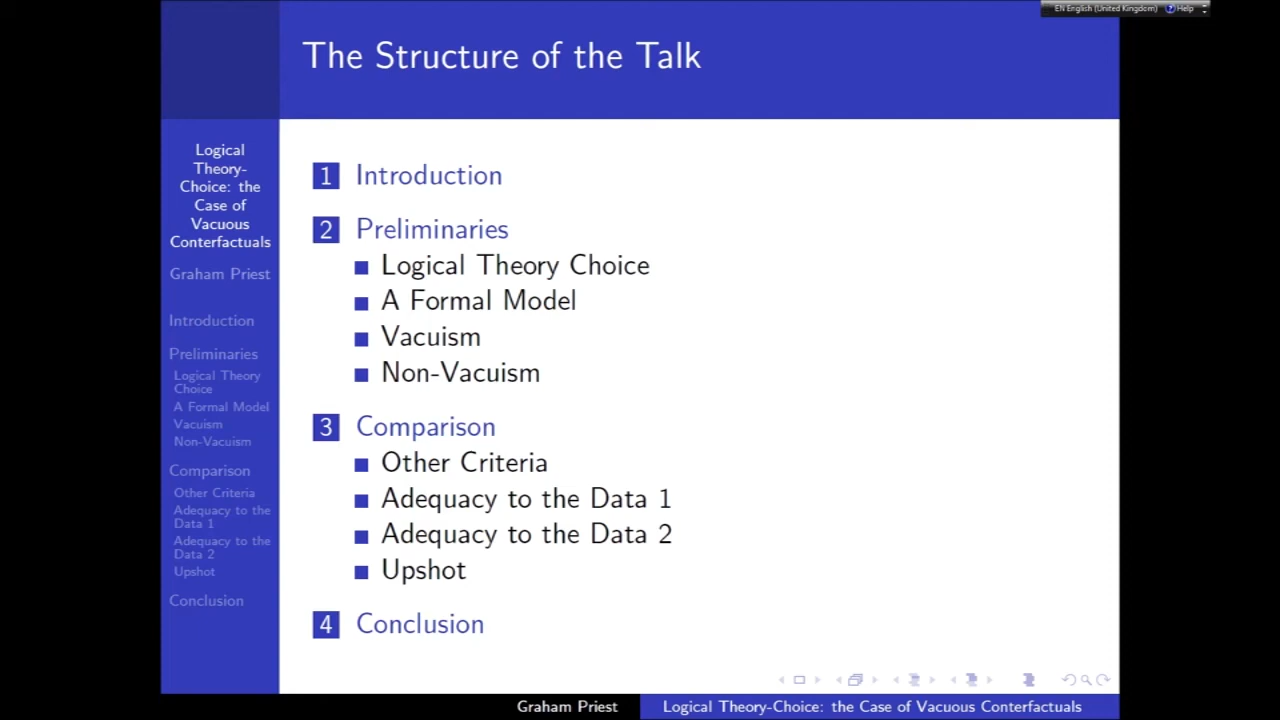 EN English (United Kingdom) Help
The Structure of the Talk
Logical
Theory-
Choice: the
Case of
Vacuous
Conterfactuals
Graham Priest
Introduction
Preliminaries
Logical Theory
Choice
A Formal Model
Vacuism
Non-Vacuism
Comparison
Other Criteria
Adequacy to the
Data 1
Adequacy to the
Data 2
Upshot
Conclusion
1 Introduction
2 Preliminaries
Logical Theory Choice
A Formal Model
Vacuism
Non-Vacuism
3 Comparison
Other Criteria
Adequacy to the Data 1
Adequacy to the Data 2
Upshot
4 Conclusion
Graham Priest
Logical Theory-Choice: the Case of Vacuous Conterfactuals